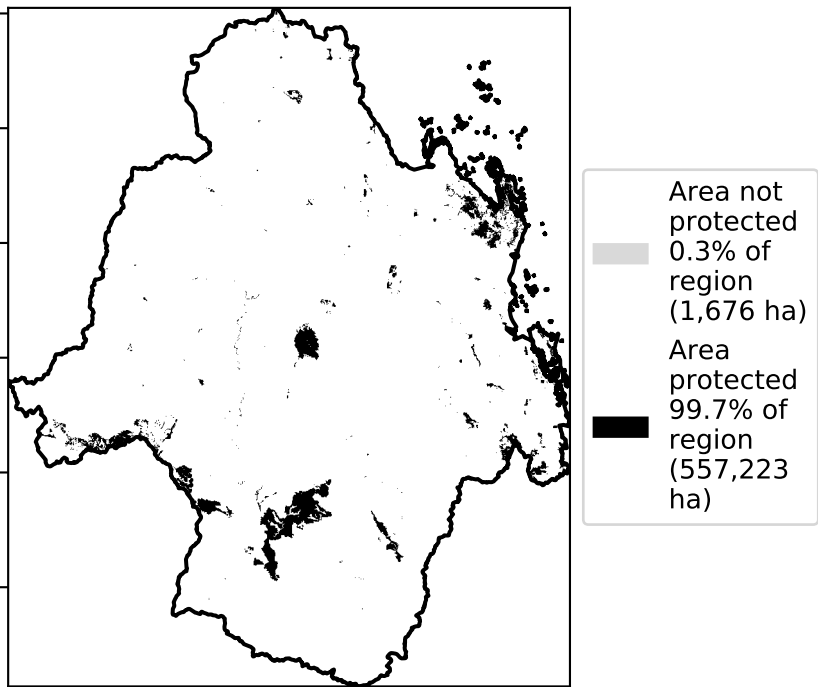 Area not
protected
0.3% of
region
(1,676 ha)
Area
protected
99.7% of
region
(557,223
ha)